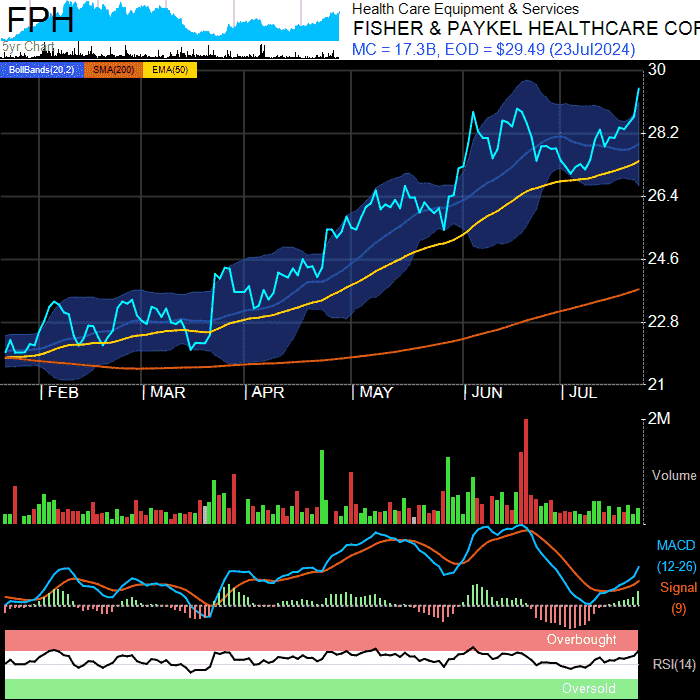 FPH
5yr Chart
Health Care Equipment & Services
FISHER & PAYKEL HEALTHCARE COR
MC = 17.3B, EOD = $29.49 (23Jul2024)
BollBands(20,2) SMA(200) EMA(50)
30
28.2
26.4
24.6
22.8
21
FEB MAR APR MAY JUN JUL
2M
Volume
MACD
(12-26)
Signal
(9)
Overbought
RSI(14)
Oversold